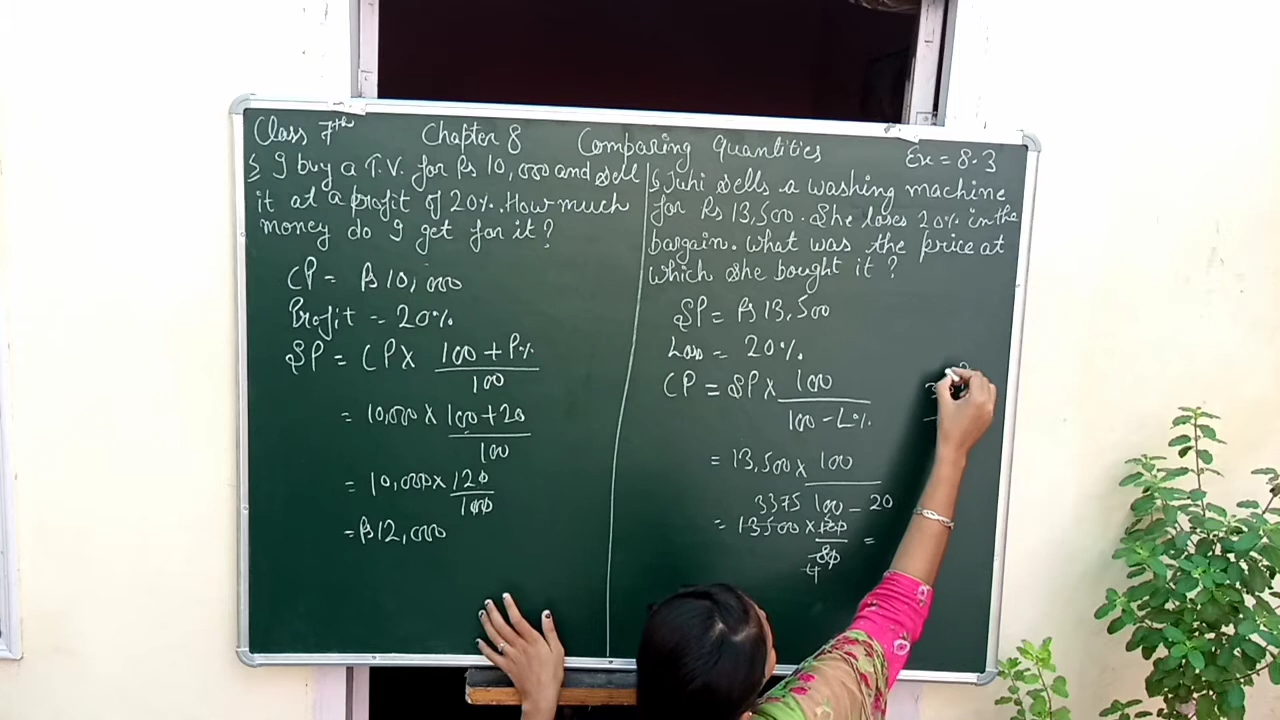 Class 7th Chapter 8 Comparing Quantities Ex = 8.3
5 I buy a T.V. for Rs 10,000 and sell
it at a profit of 20%. How much
money do I get for it?
CP = Rs 10,000
Profit = 20%
SP = CP × 100 + P%
100
= 10,000 × 100+20
100
= 10,000 × 120
100
= Rs 12,000
6 Juhi sells a washing machine
for Rs 13,500. She loses 20% in the
bargain. What was the price at
which she bought it?
SP = Rs 13,500
Loss = 20%
CP = SP × 100
100 - L%
= 13,500 × 100
100 - 20
3375
= 13500 × 100 =
80
4